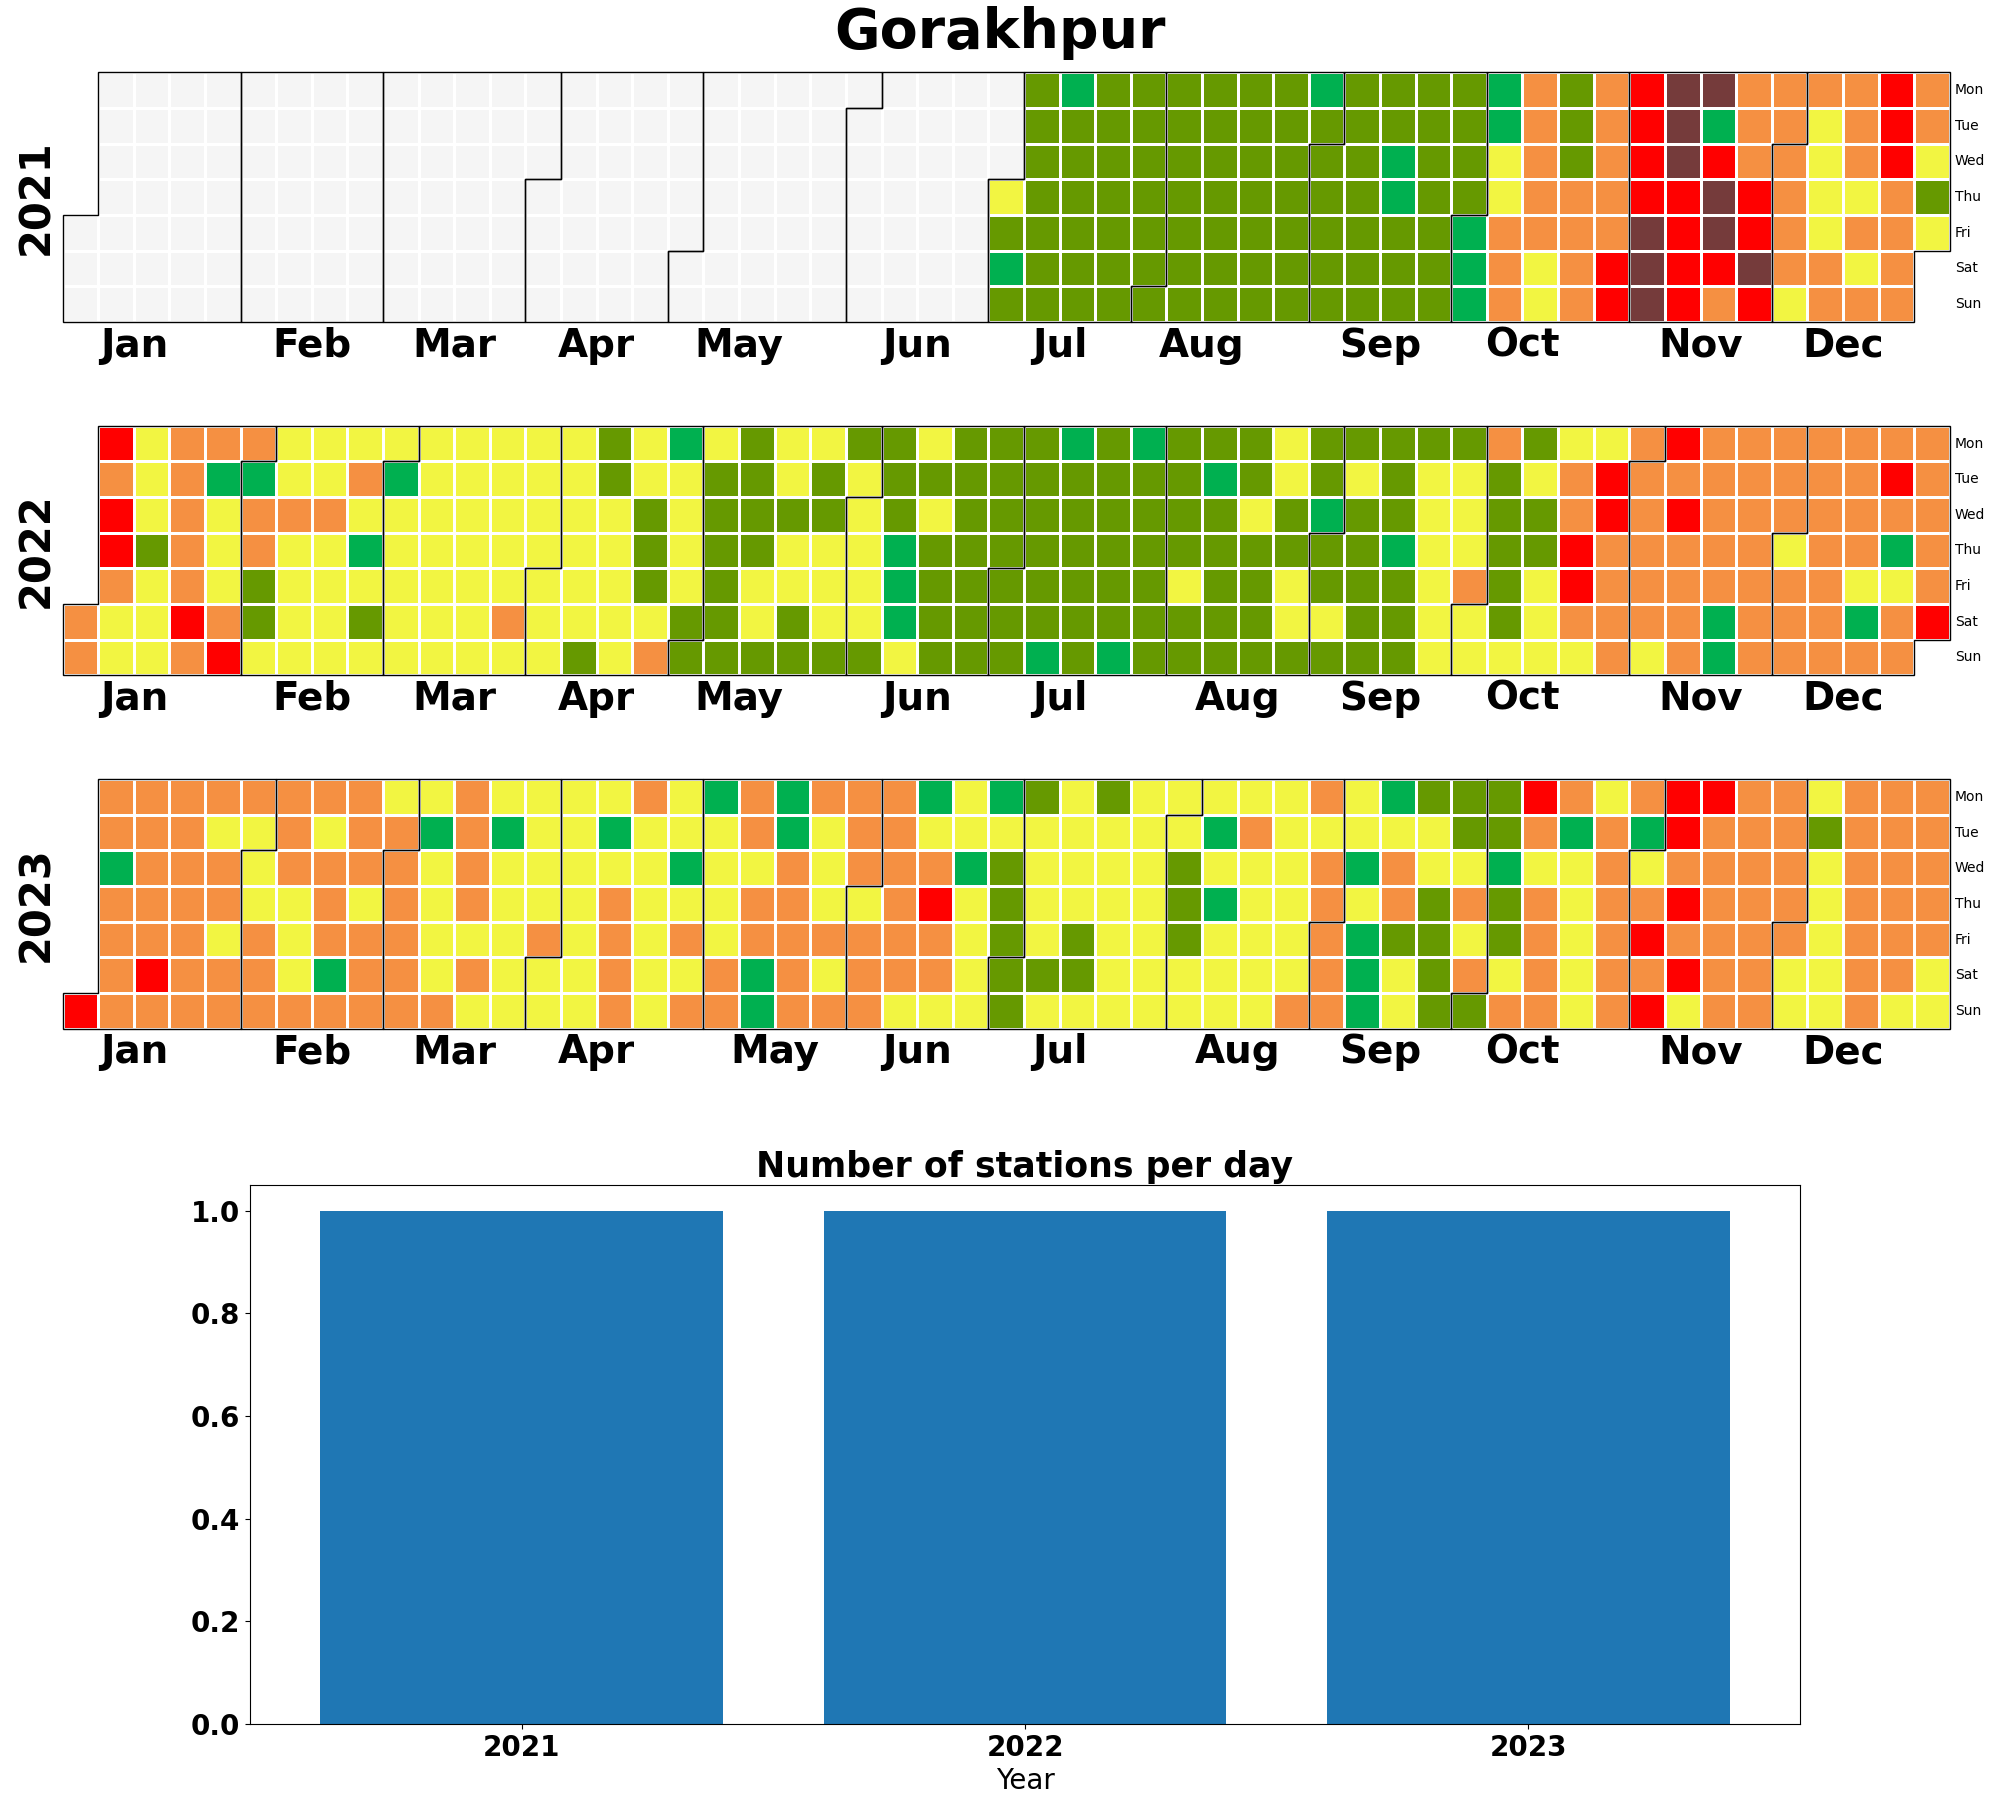 Gorakhpur
2021
Mon
Tue
Wed
Thu
Fri
Sat
Sun
Jan Feb Mar Apr May Jun Jul Aug Sep Oct Nov Dec
2022
Mon
Tue
Wed
Thu
Fri
Sat
Sun
Jan Feb Mar Apr May Jun Jul Aug Sep Oct Nov Dec
2023
Mon
Tue
Wed
Thu
Fri
Sat
Sun
Jan Feb Mar Apr May Jun Jul Aug Sep Oct Nov Dec
Number of stations per day
1.0
0.8
0.6
0.4
0.2
0.0
2021 2022 2023
Year